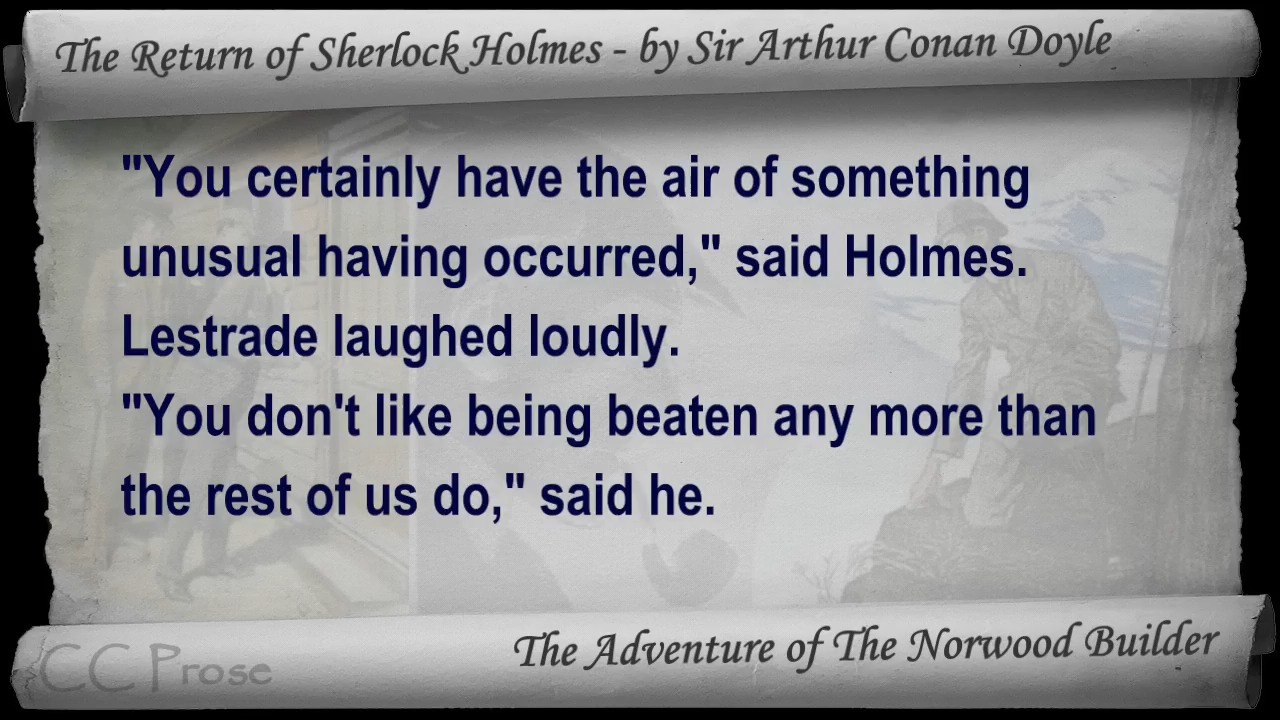 The Return of Sherlock Holmes - by Sir Arthur Conan Doyle
"You certainly have the air of something
unusual having occurred," said Holmes.
Lestrade laughed loudly.
"You don't like being beaten any more than
the rest of us do," said he.
CC Prose
The Adventure of The Norwood Builder